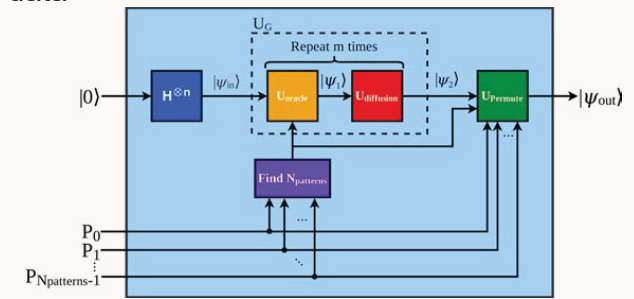 U_G
Repeat m times
|0⟩
H^⊗n
|ψ_in⟩
U_oracle
|ψ_1⟩
U_diffusion
|ψ_2⟩
U_Permute
|ψ_out⟩
...
Find N_patterns
...
P_0
P_1
...
...
P_Npatterns-1